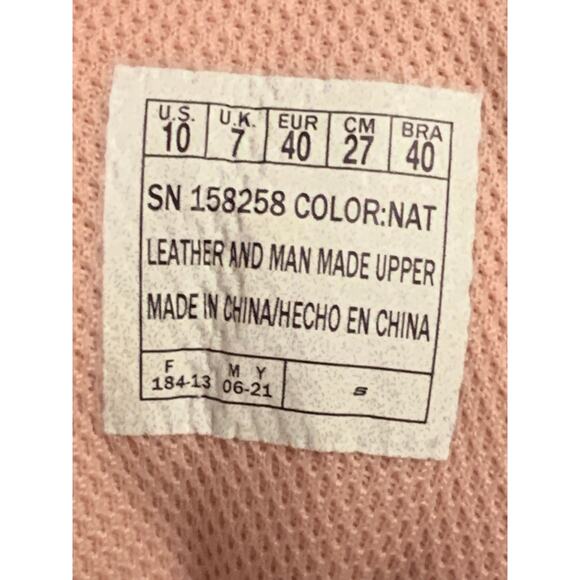 U.S. U.K. EUR CM BRA
10 7 40 27 40
SN 158258 COLOR:NAT
LEATHER AND MAN MADE UPPER
MADE IN CHINA/HECHO EN CHINA
F M Y
184-13 06-21 S